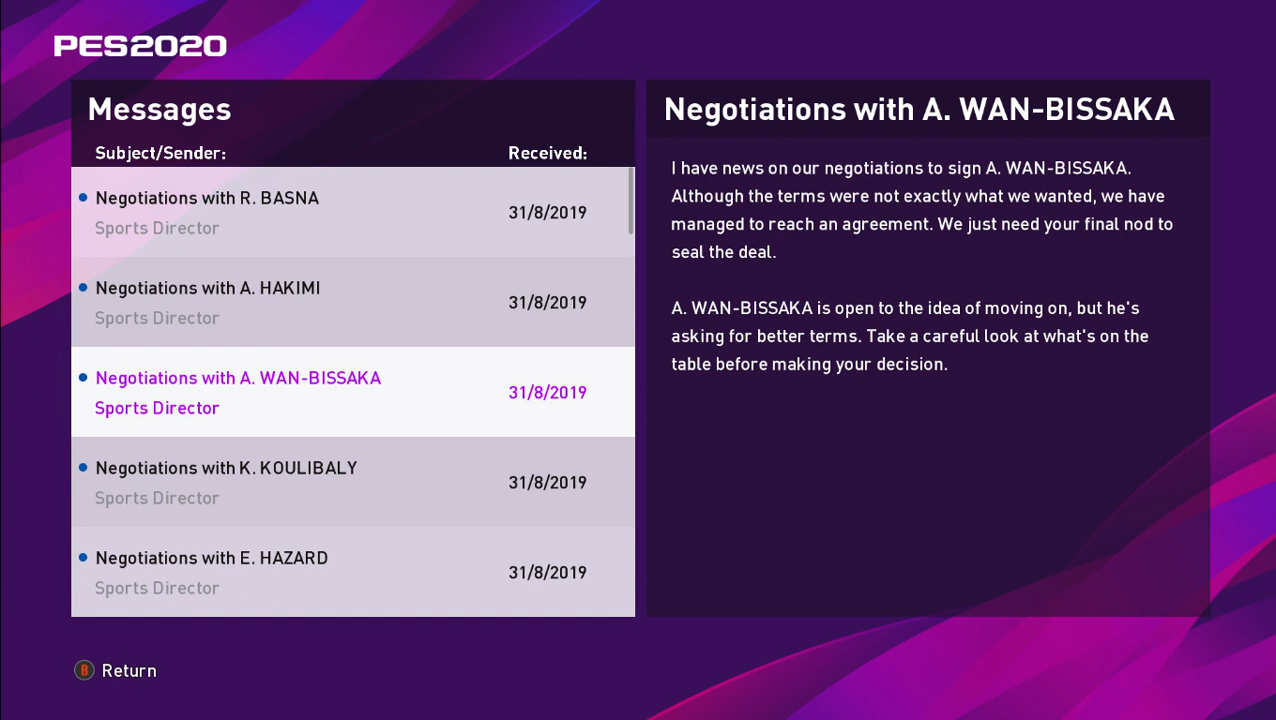 PES2020
Messages
Subject/Sender: Received:
Negotiations with R. BASNA
Sports Director
31/8/2019
Negotiations with A. HAKIMI
Sports Director
31/8/2019
Negotiations with A. WAN-BISSAKA
Sports Director
31/8/2019
Negotiations with K. KOULIBALY
Sports Director
31/8/2019
Negotiations with E. HAZARD
Sports Director
31/8/2019
Negotiations with A. WAN-BISSAKA
I have news on our negotiations to sign A. WAN-BISSAKA.
Although the terms were not exactly what we wanted, we have
managed to reach an agreement. We just need your final nod to
seal the deal.
A. WAN-BISSAKA is open to the idea of moving on, but he's
asking for better terms. Take a careful look at what's on the
table before making your decision.
B Return